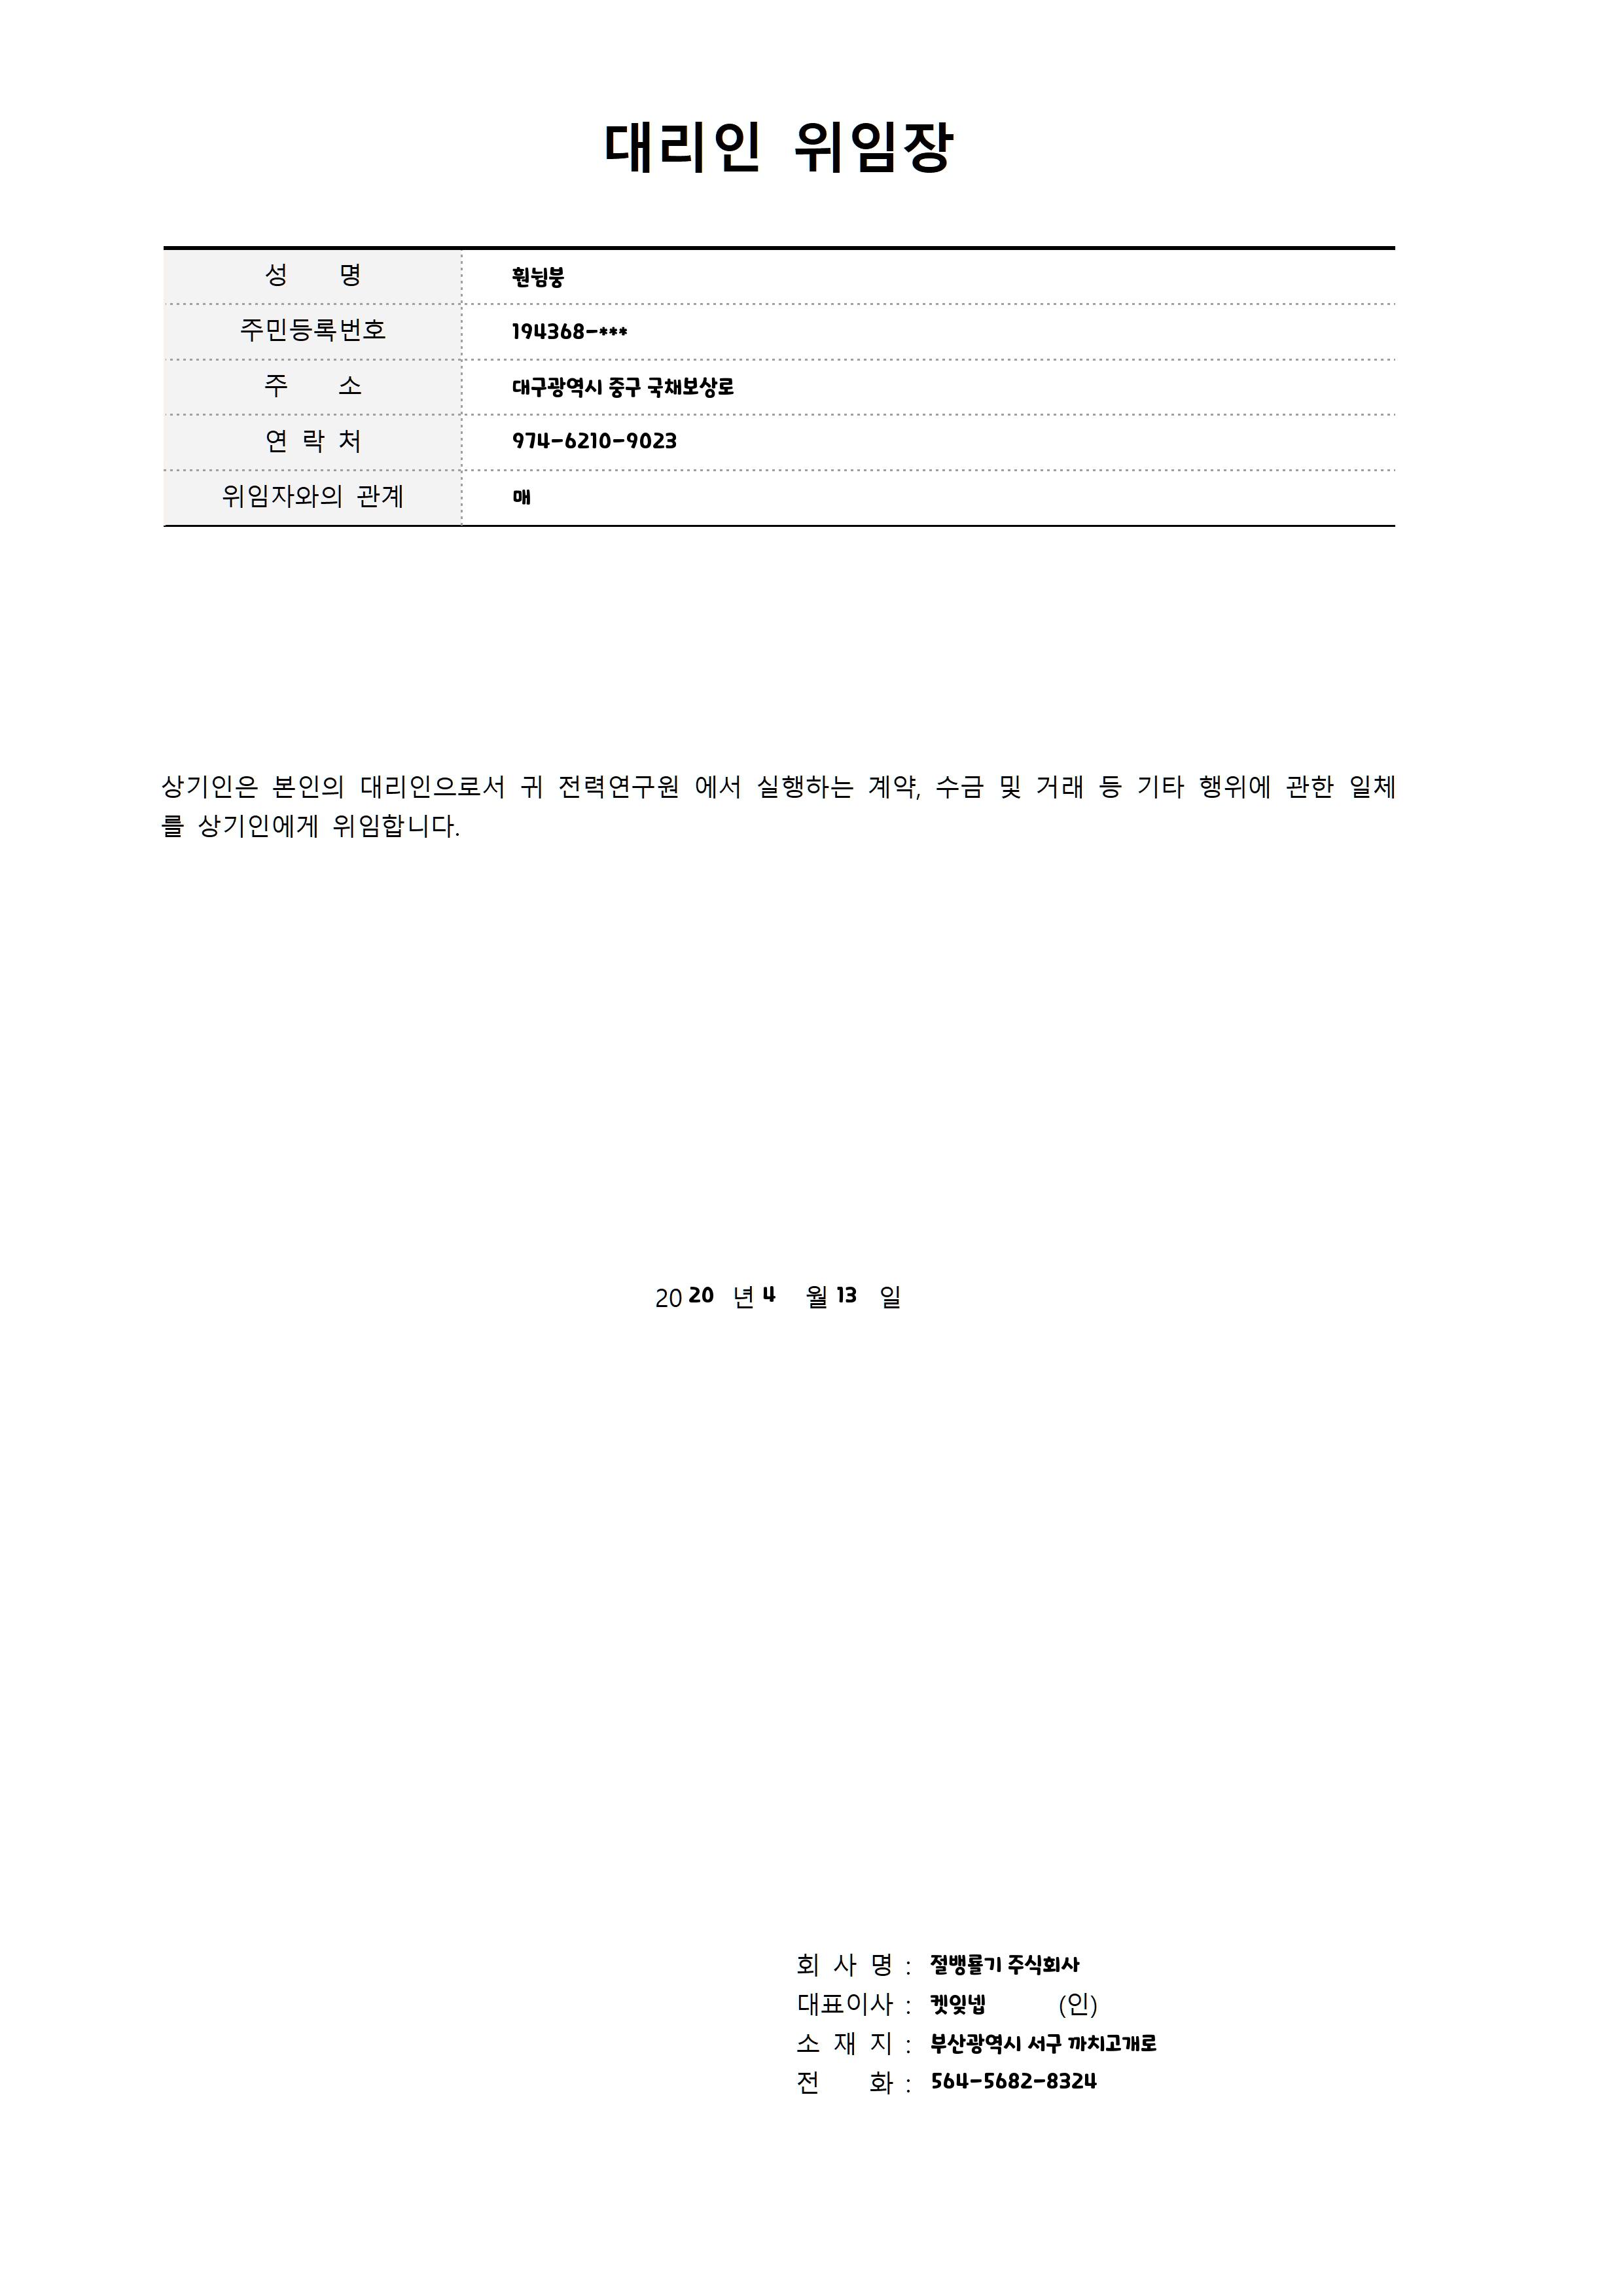 대리인 위임장
성 명 훤뉨붕
주민등록번호 194368-***
주 소 대구광역시 중구 국채보상로
연 락 처 974-6210-9023
위임자와의 관계 매
상기인은 본인의 대리인으로서 귀 전력연구원 에서 실행하는 계약, 수금 및 거래 등 기타 행위에 관한 일체
를 상기인에게 위임합니다.
20 20 년 4 월 13 일
회 사 명 : 절뱅률기 주식회사
대표이사 : 켓잊넵 (인)
소 재 지 : 부산광역시 서구 까치고개로
전 화 : 564-5682-8324